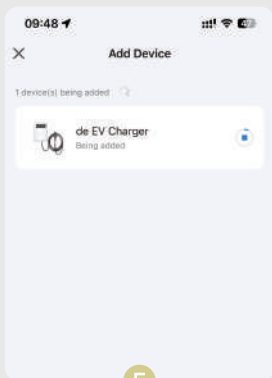 09:48
Add Device
1 device(s) being added
de EV Charger
Being added